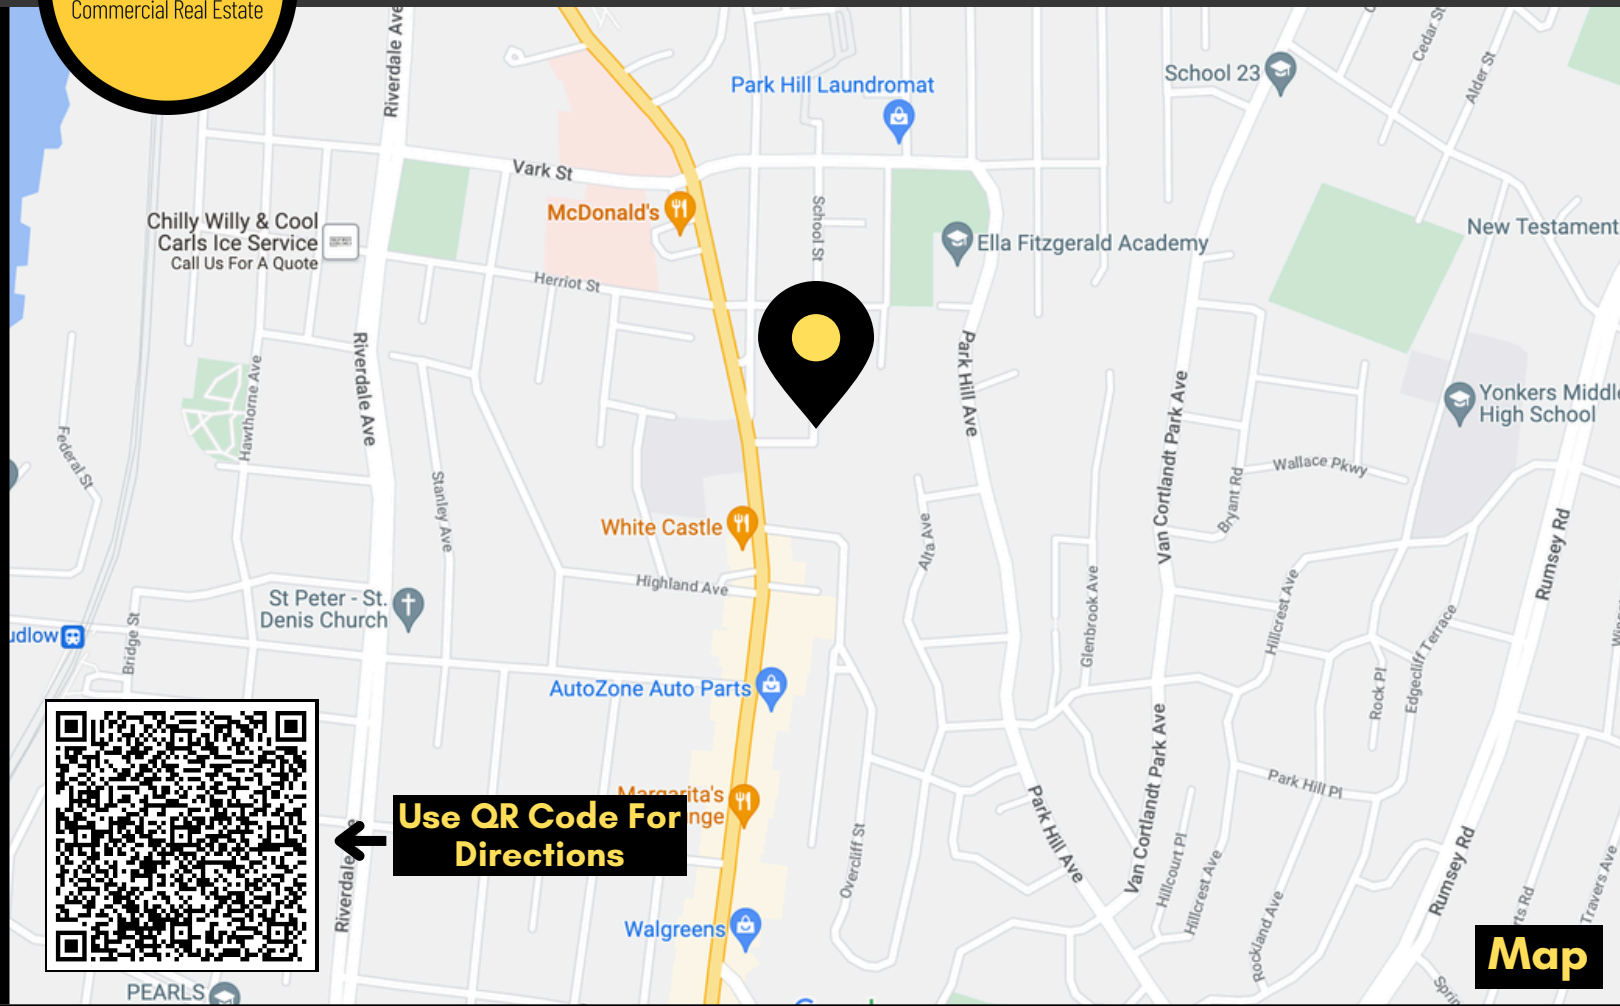 Commercial Real Estate
Riverdale Ave
Park Hill Laundromat
School 23
Cedar St
Alder St
Vark St
McDonald's
School St
Chilly Willy & Cool
Carls Ice Service
Call Us For A Quote
Ella Fitzgerald Academy
New Testament
Herriot St
Riverdale Ave
Park Hill Ave
Hawthorne Ave
Van Cortlandt Park Ave
Yonkers Middle
High School
Federal St
Stanley Ave
Wallace Pkwy
Bryant Rd
White Castle
Alta Ave
Rumsey Rd
Highland Ave
St Peter - St.
Denis Church
Glenbrook Ave
Hillcrest Ave
Bridge St
udlow
Edgecliff Terrace
Rock Pl
AutoZone Auto Parts
Van Cortlandt Park Ave
Park Hill Pl
Margarita's
nge
Use QR Code For
Directions
Park Hill Ave
Overcliff St
Hillcourt Pl
Hillcrest Ave
Rumsey Rd
Travers Ave
rts Rd
Rockland Ave
Riverdale
Walgreens
Map
PEARLS